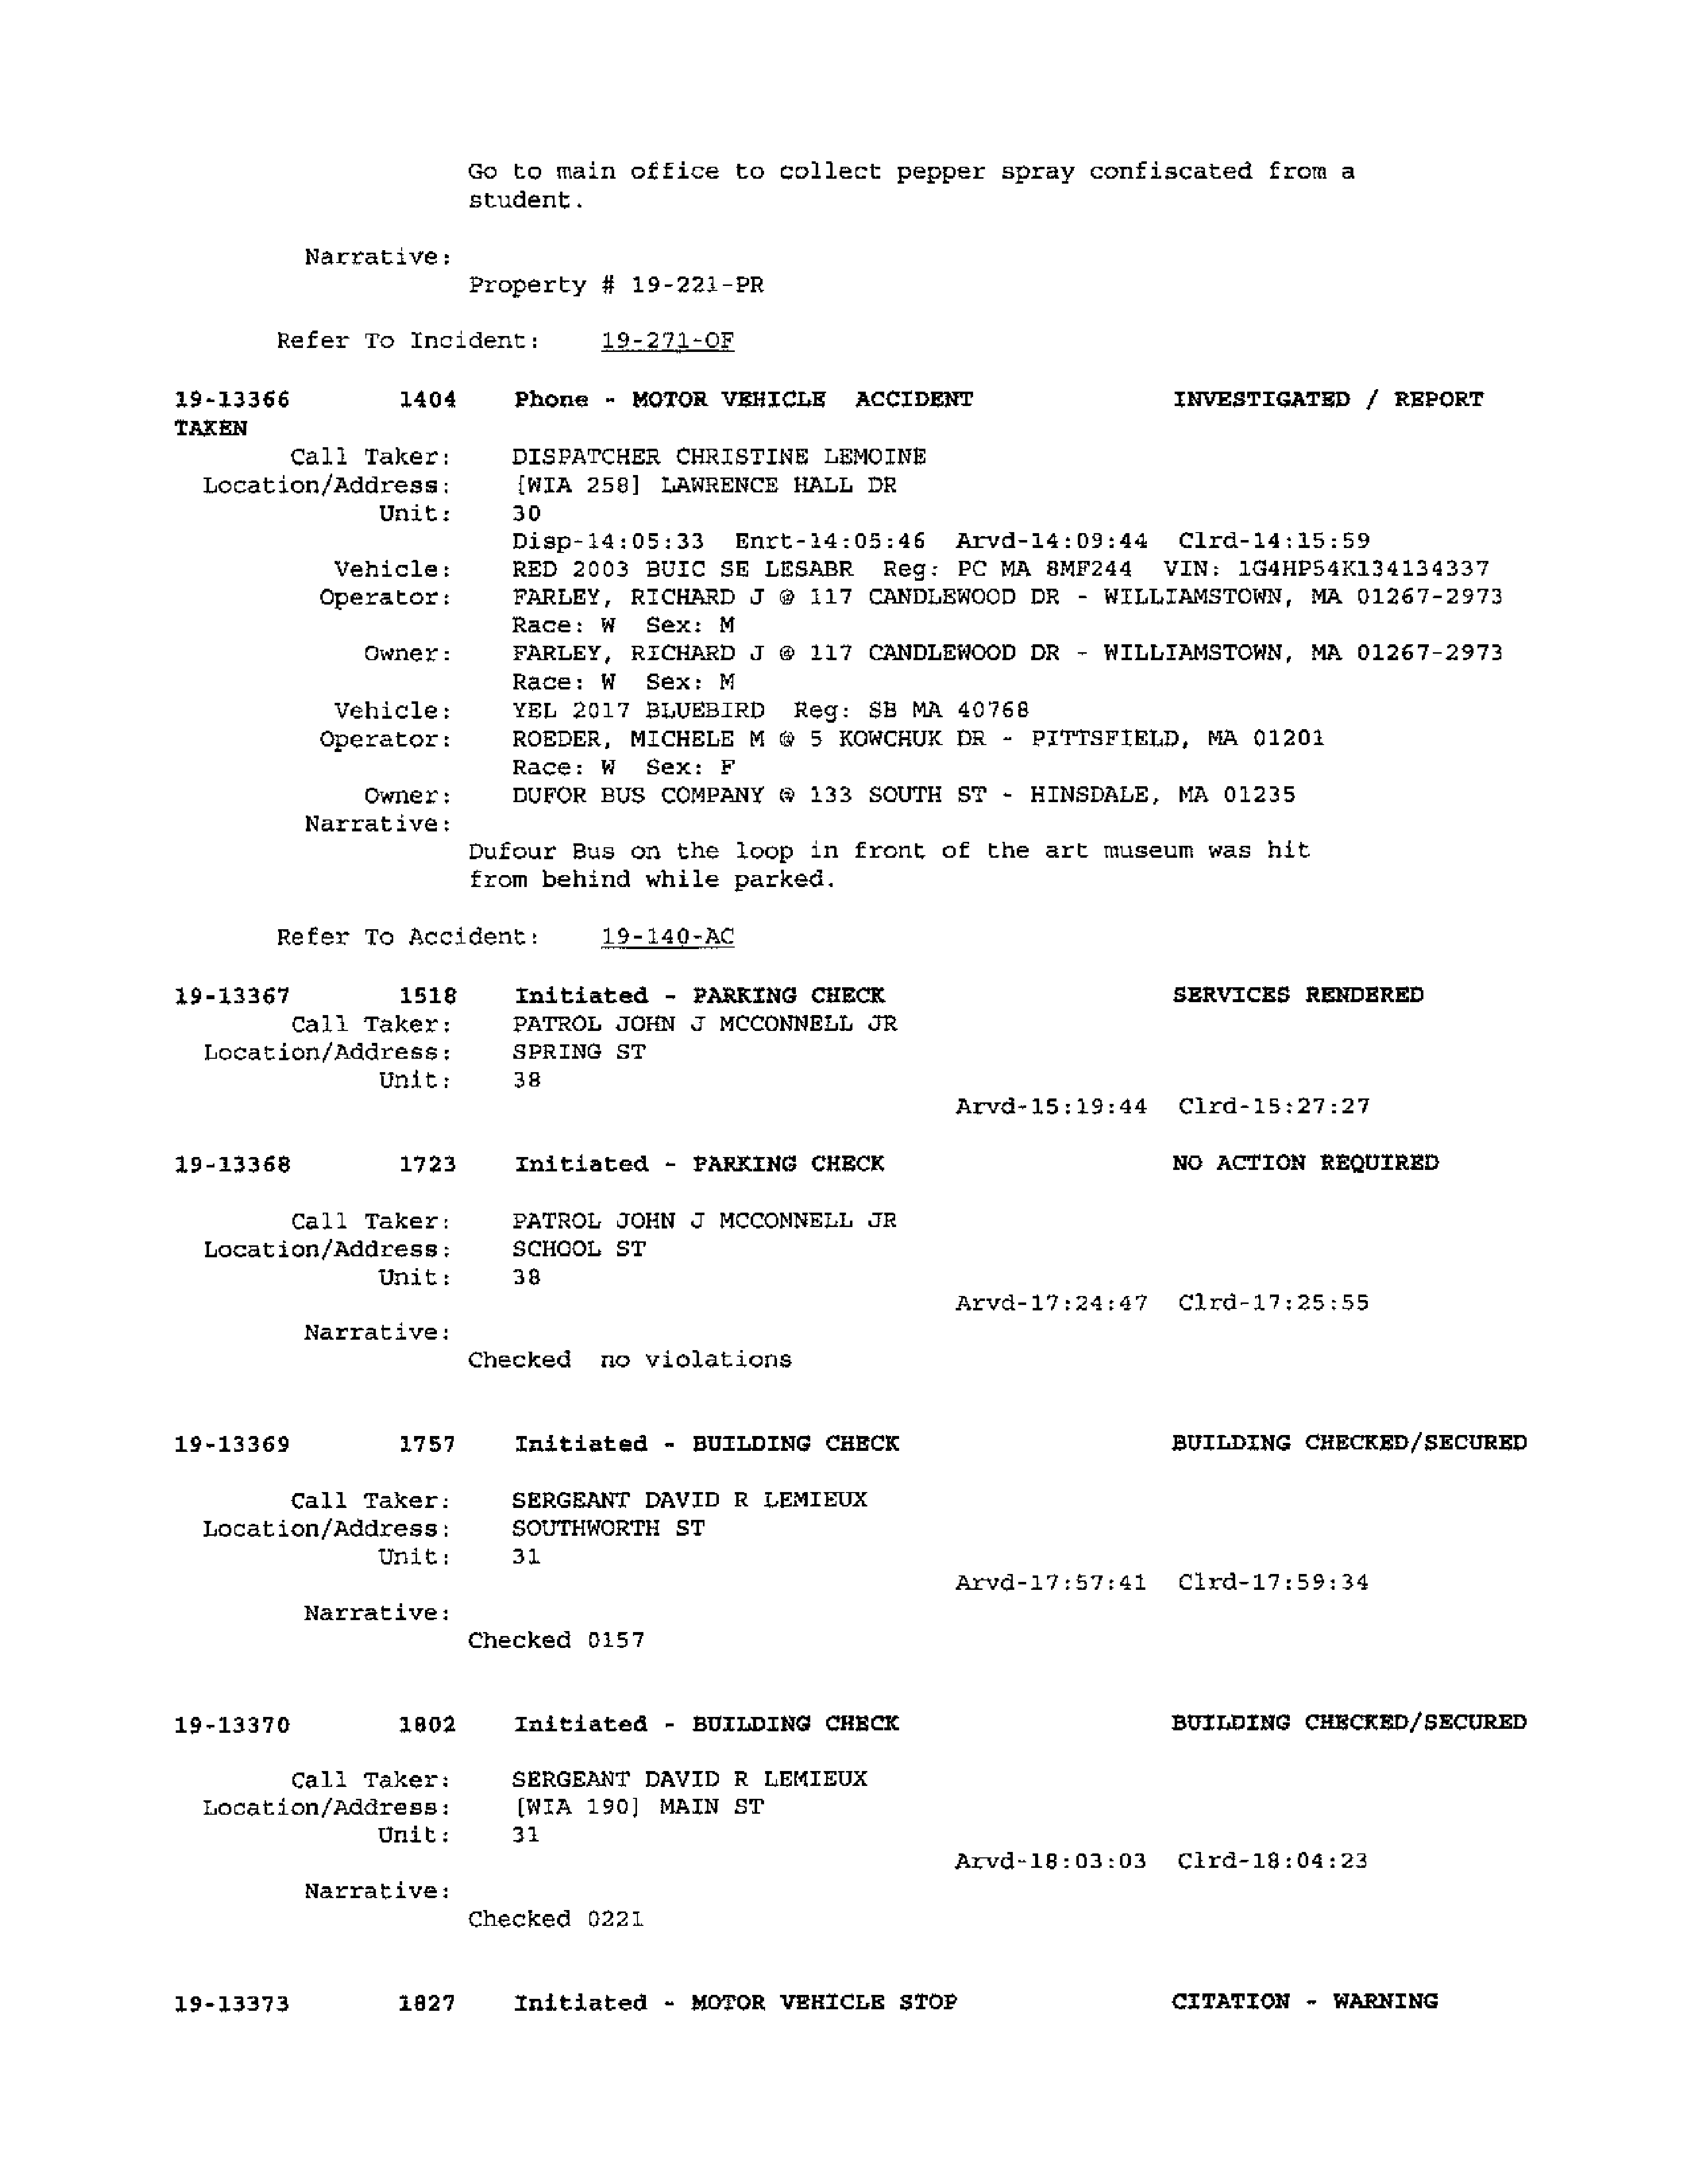 Go to main office to collect pepper spray confiscated from a
student.
Narrative:
Property # 19-221-PR
Refer To Incident: 19-271-OF
19-13366 1404 Phone - MOTOR VEHICLE ACCIDENT INVESTIGATED / REPORT
TAKEN
Call Taker: DISPATCHER CHRISTINE LEMOINE
Location/Address: [WIA 258] LAWRENCE HALL DR
Unit: 30
Disp-14:05:33 Enrt-14:05:46 Arvd-14:09:44 Clrd-14:15:59
Vehicle: RED 2003 BUIC SE LESABR Reg: PC MA 8MF244 VIN: 1G4HP54K134134337
Operator: FARLEY, RICHARD J @ 117 CANDLEWOOD DR - WILLIAMSTOWN, MA 01267-2973
Race: W Sex: M
Owner: FARLEY, RICHARD J @ 117 CANDLEWOOD DR - WILLIAMSTOWN, MA 01267-2973
Race: W Sex: M
Vehicle: YEL 2017 BLUEBIRD Reg: SB MA 40768
Operator: ROEDER, MICHELE M @ 5 KOWCHUK DR - PITTSFIELD, MA 01201
Race: W Sex: F
Owner: DUFOR BUS COMPANY @ 133 SOUTH ST - HINSDALE, MA 01235
Narrative:
Dufour Bus on the loop in front of the art museum was hit
from behind while parked.
Refer To Accident: 19-140-AC
19-13367 1518 Initiated - PARKING CHECK SERVICES RENDERED
Call Taker: PATROL JOHN J MCCONNELL JR
Location/Address: SPRING ST
Unit: 38
Arvd-15:19:44 Clrd-15:27:27
19-13368 1723 Initiated - PARKING CHECK NO ACTION REQUIRED
Call Taker: PATROL JOHN J MCCONNELL JR
Location/Address: SCHOOL ST
Unit: 38
Arvd-17:24:47 Clrd-17:25:55
Narrative:
Checked no violations
19-13369 1757 Initiated - BUILDING CHECK BUILDING CHECKED/SECURED
Call Taker: SERGEANT DAVID R LEMIEUX
Location/Address: SOUTHWORTH ST
Unit: 31
Arvd-17:57:41 Clrd-17:59:34
Narrative:
Checked 0157
19-13370 1802 Initiated - BUILDING CHECK BUILDING CHECKED/SECURED
Call Taker: SERGEANT DAVID R LEMIEUX
Location/Address: [WIA 190] MAIN ST
Unit: 31
Arvd-18:03:03 Clrd-18:04:23
Narrative:
Checked 0221
19-13373 1827 Initiated - MOTOR VEHICLE STOP CITATION - WARNING